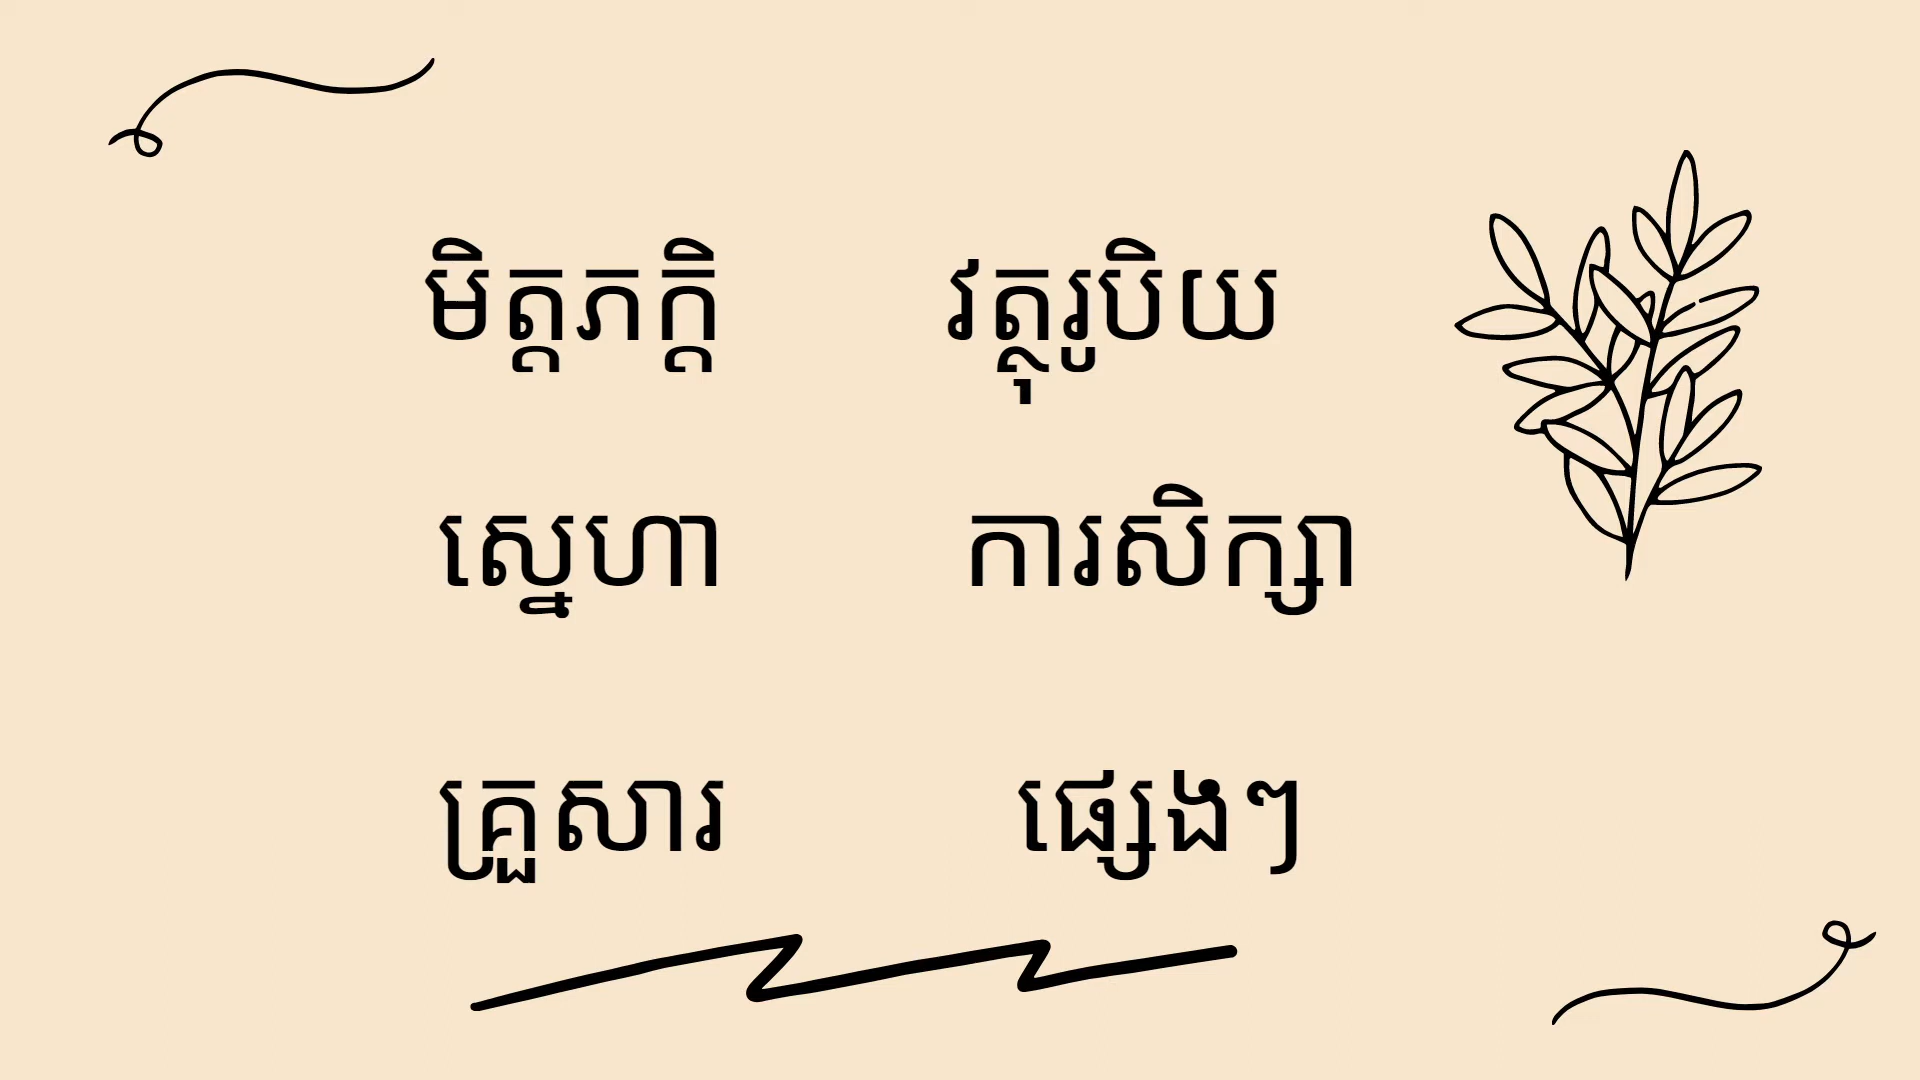 មិត្តភក្តិ វត្ថុរូបិយ
ស្នេហា ការសិក្សា
គ្រួសារ ផ្សេងៗ